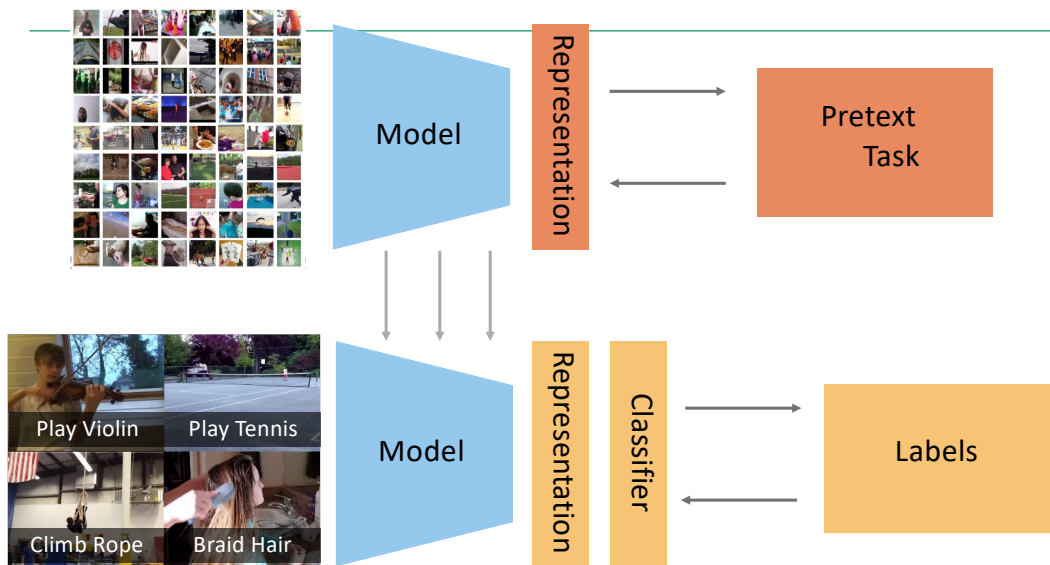 Model
Representation
Pretext
Task
Play Violin
Play Tennis
Climb Rope
Braid Hair
Model
Representation
Classifier
Labels